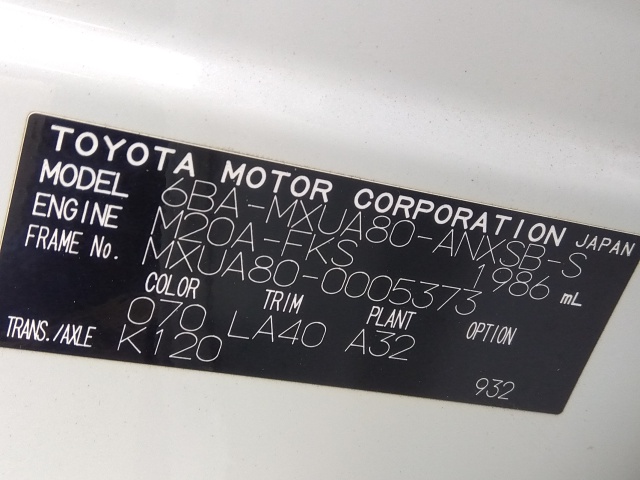 TOYOTA MOTOR CORPORATION JAPAN
MODEL 6BA-MXUA80-ANXSB-S
ENGINE M20A-FKS 1986 mL
FRAME No. MXUA80-0005373
COLOR TRIM PLANT OPTION
070 LA40 A32
TRANS./AXLE K120 932